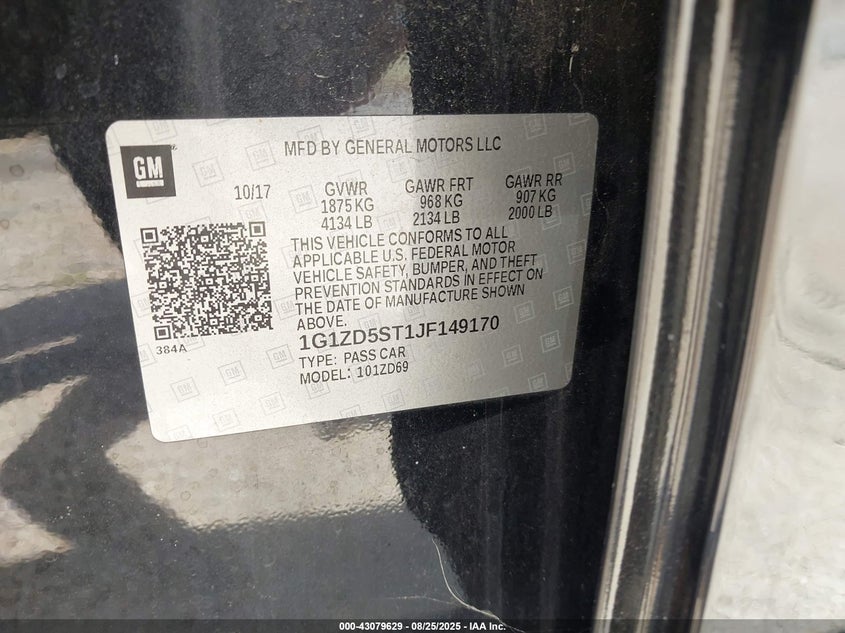 GM
MFD BY GENERAL MOTORS LLC
10/17
GVWR GAWR FRT GAWR RR
1875 KG 968 KG 907 KG
4134 LB 2134 LB 2000 LB
THIS VEHICLE CONFORMS TO ALL
APPLICABLE U.S. FEDERAL MOTOR
VEHICLE SAFETY, BUMPER, AND THEFT
PREVENTION STANDARDS IN EFFECT ON
THE DATE OF MANUFACTURE SHOWN
ABOVE.
384A
1G1ZD5ST1JF149170
TYPE: PASS CAR
MODEL: 101ZD69
000-43079629 - 08/25/2025 - IAA Inc.